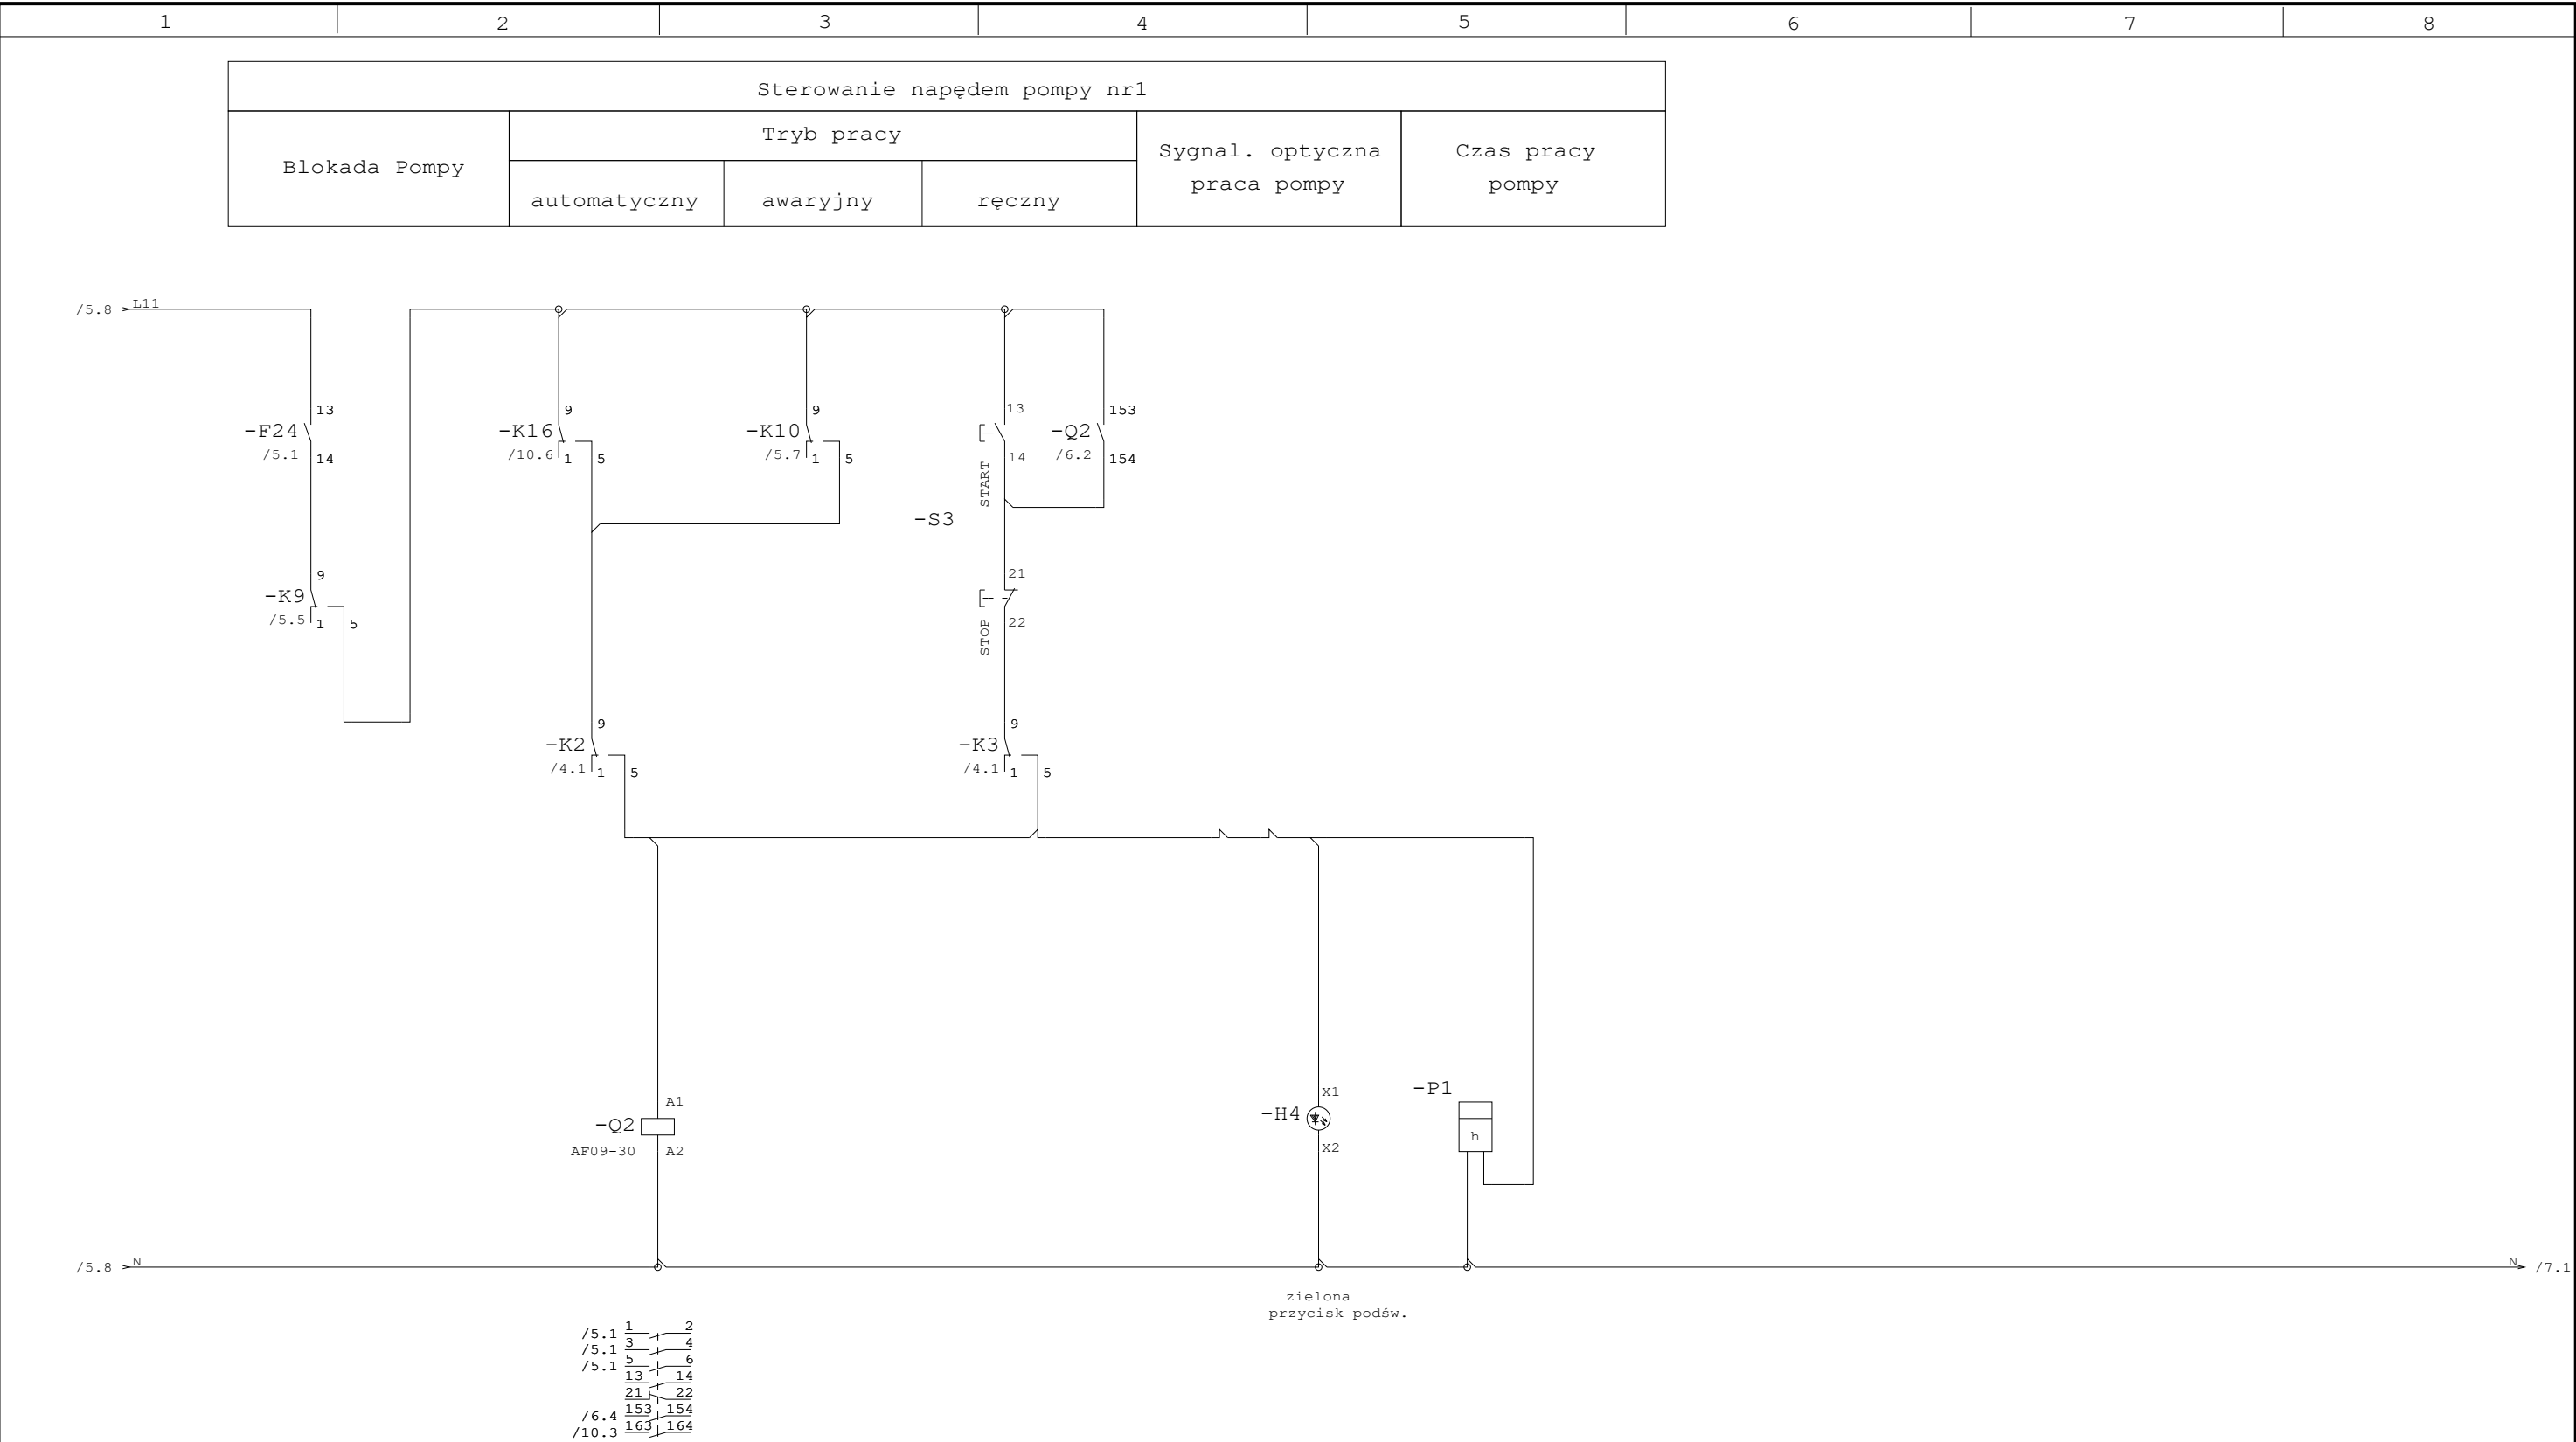 1 2 3 4 5 6 7 8
Sterowanie napędem pompy nr1
Blokada Pompy
Tryb pracy
automatyczny
awaryjny
ręczny
Sygnal. optyczna
praca pompy
Czas pracy
pompy
/5.8 L11
13
-F24
/5.1 14
9
-K9
/5.5 1 5
9
-K16
/10.6 1 5
9
-K10
/5.7 1 5
13
14
START
-S3
21
22
STOP
153
-Q2
/6.2 154
9
-K2
/4.1 1 5
9
-K3
/4.1 1 5
A1
-Q2
AF09-30 A2
X1
-H4
X2
-P1
h
/5.8 N
N /7.1
zielona
przycisk podśw.
/5.1 1 2
/5.1 3 4
/5.1 5 6
13 14
21 22
/6.4 153 154
/10.3 163 164